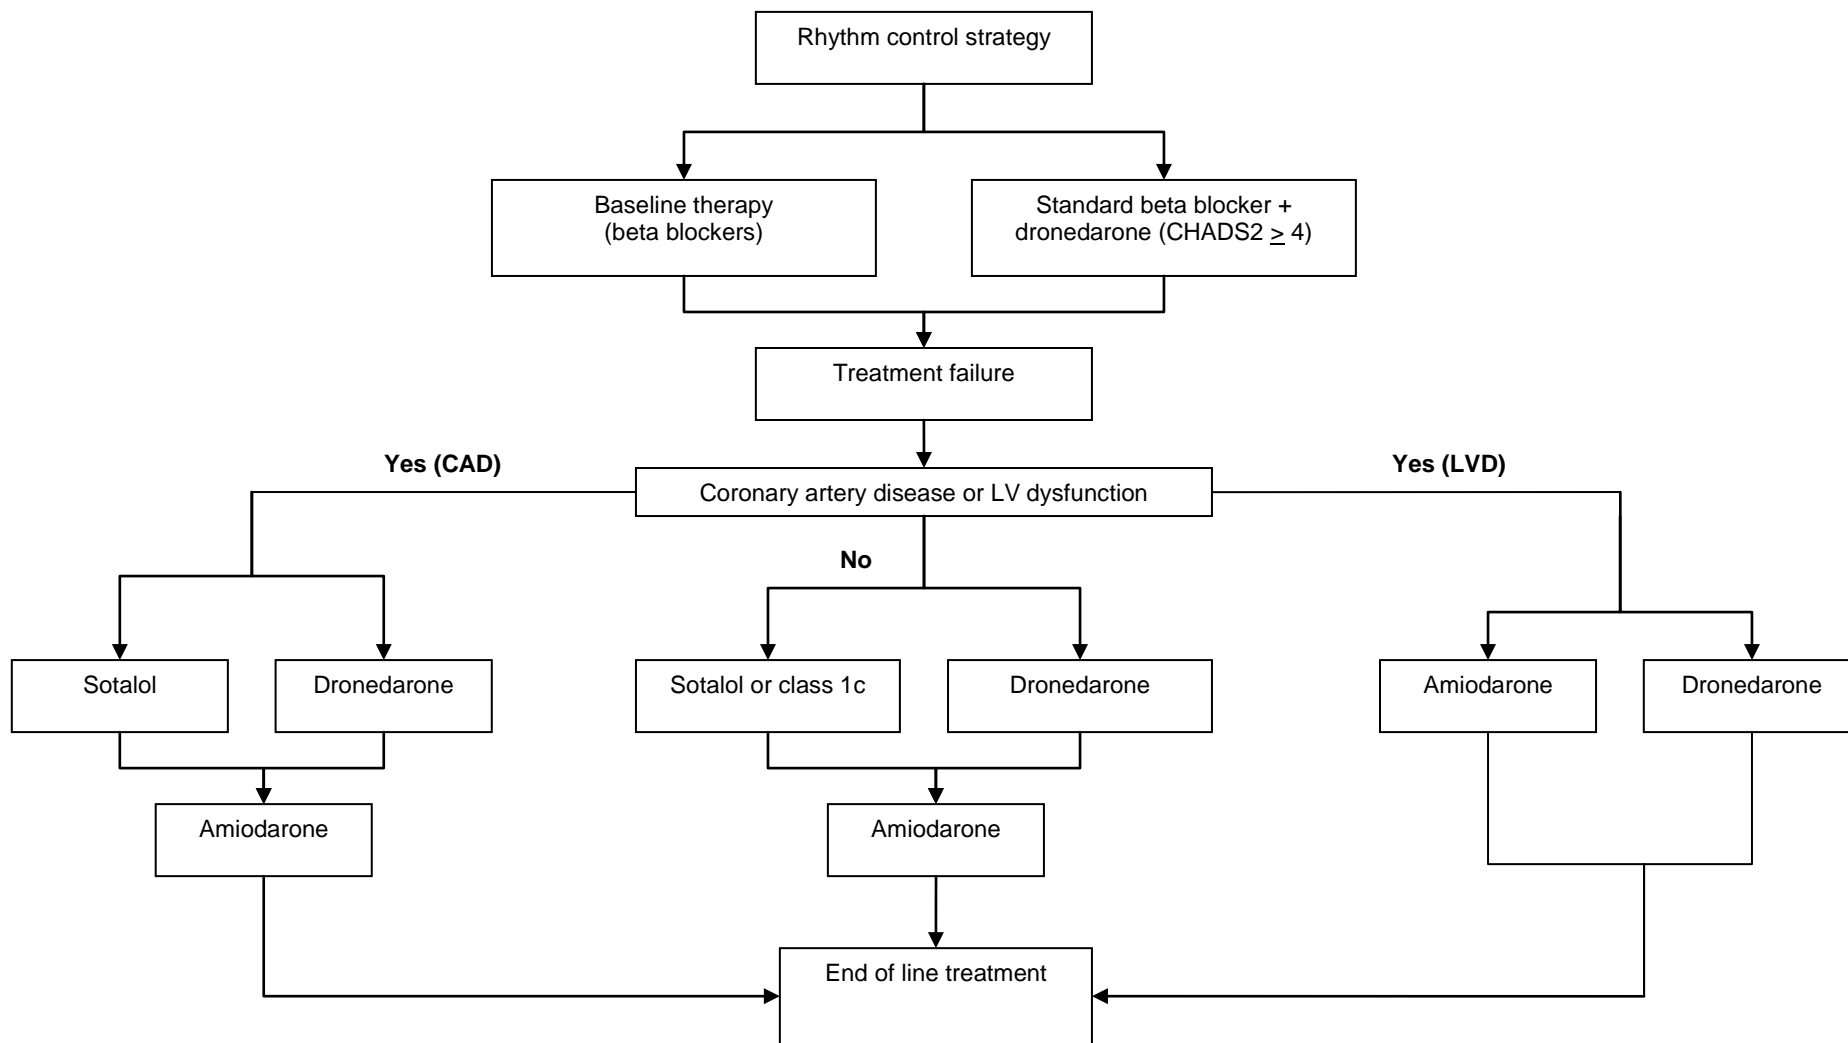 Rhythm control strategy
Baseline therapy
(beta blockers)
Standard beta blocker +
dronedarone (CHADS2 ≥ 4)
Treatment failure
Yes (CAD)
Coronary artery disease or LV dysfunction
Yes (LVD)
No
Sotalol
Dronedarone
Sotalol or class 1c
Dronedarone
Amiodarone
Dronedarone
Amiodarone
Amiodarone
End of line treatment